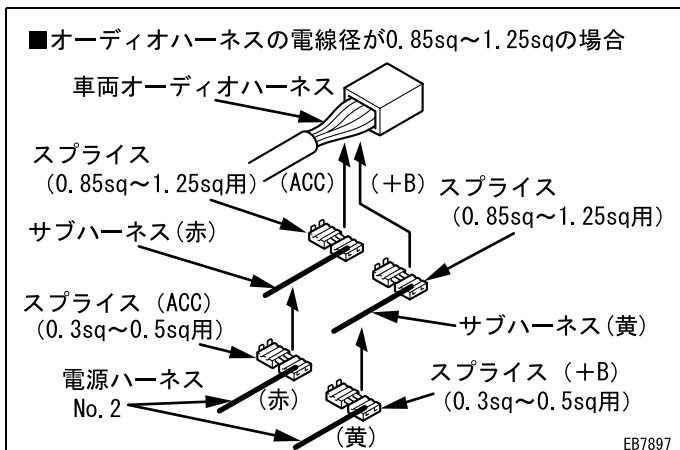 ■オーディオハーネスの電線径が0.85sq～1.25sqの場合
車両オーディオハーネス
スプライス
(0.85sq～1.25sq用)
(ACC)
(＋B)
スプライス
(0.85sq～1.25sq用)
サブハーネス(赤)
スプライス (ACC)
(0.3sq～0.5sq用)
サブハーネス(黄)
電源ハーネス
No.2
(赤)
スプライス (＋B)
(0.3sq～0.5sq用)
(黄)
EB7897